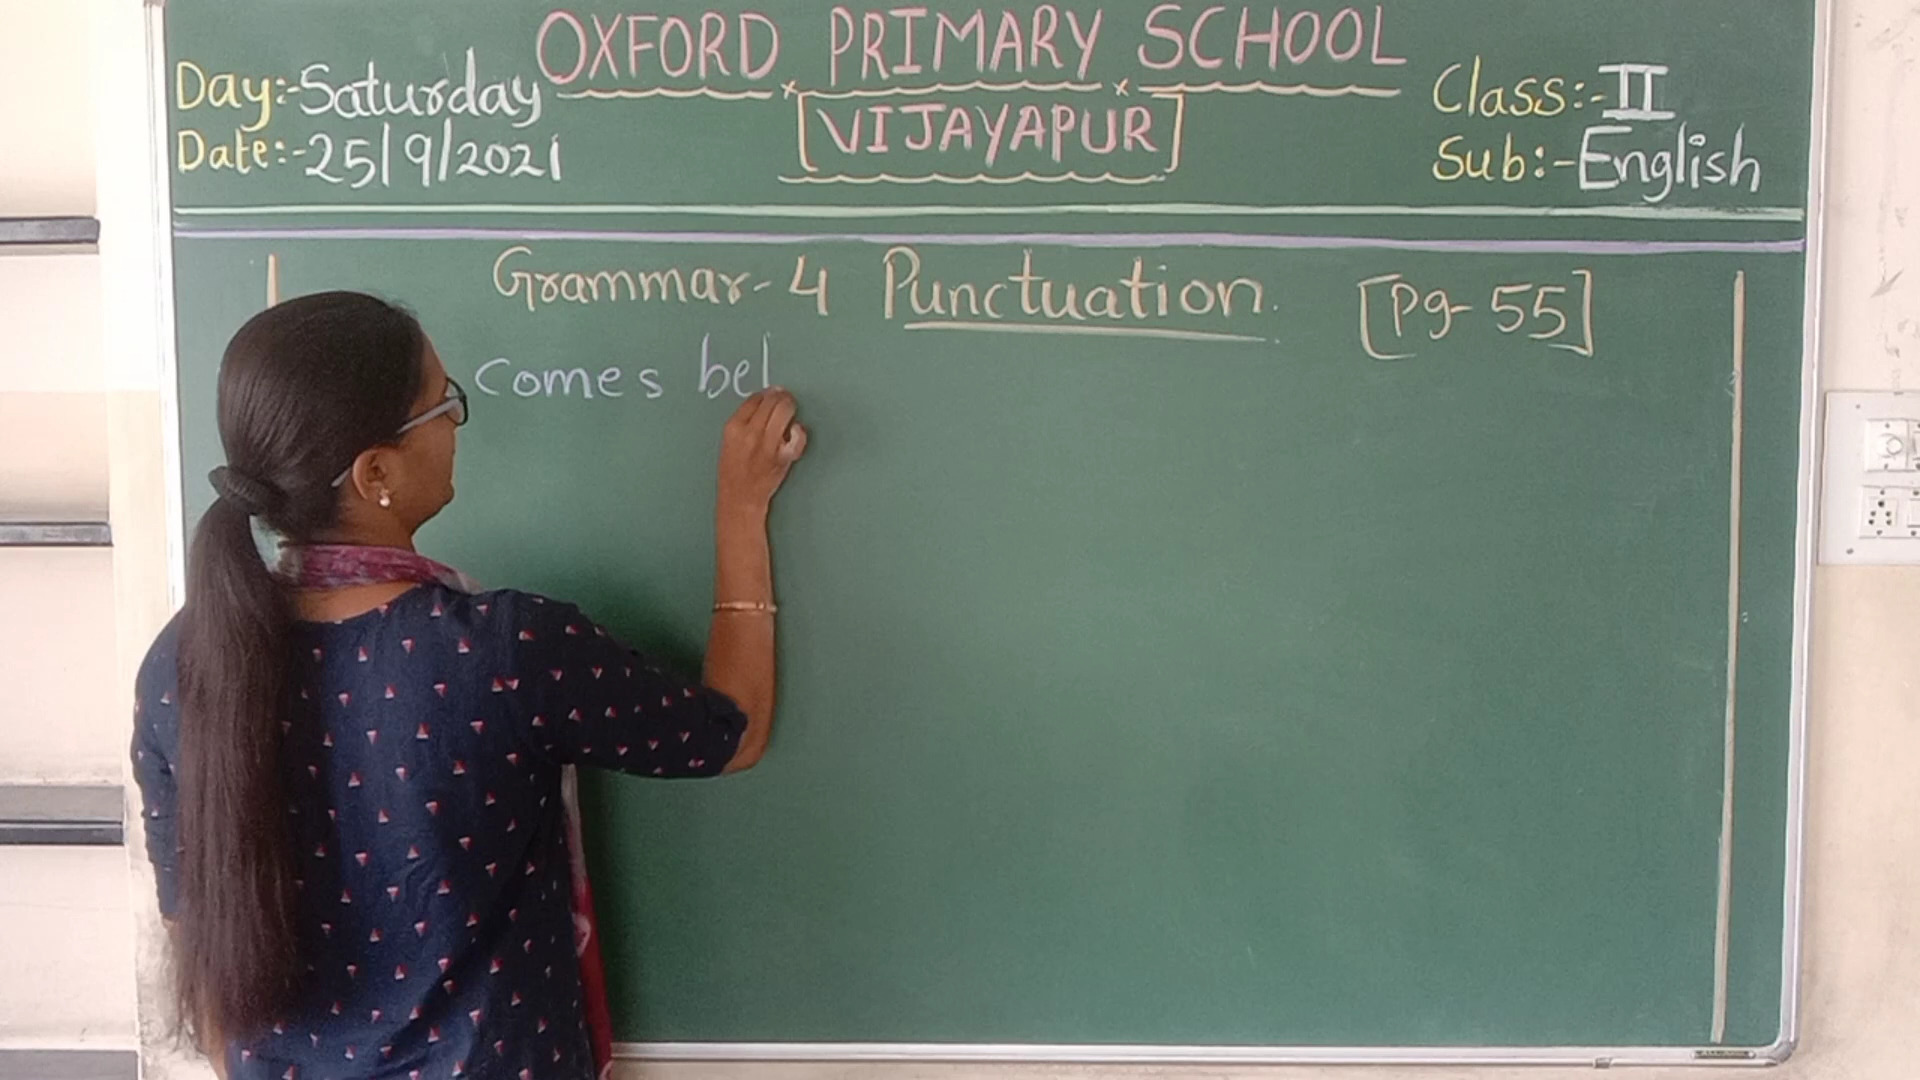 OXFORD PRIMARY SCHOOL
[VIJAYAPUR]
Day:-Saturday
Date:-25/9/2021
Class:-II
Sub:-English
Grammar-4 Punctuation. [Pg-55]
comes bel